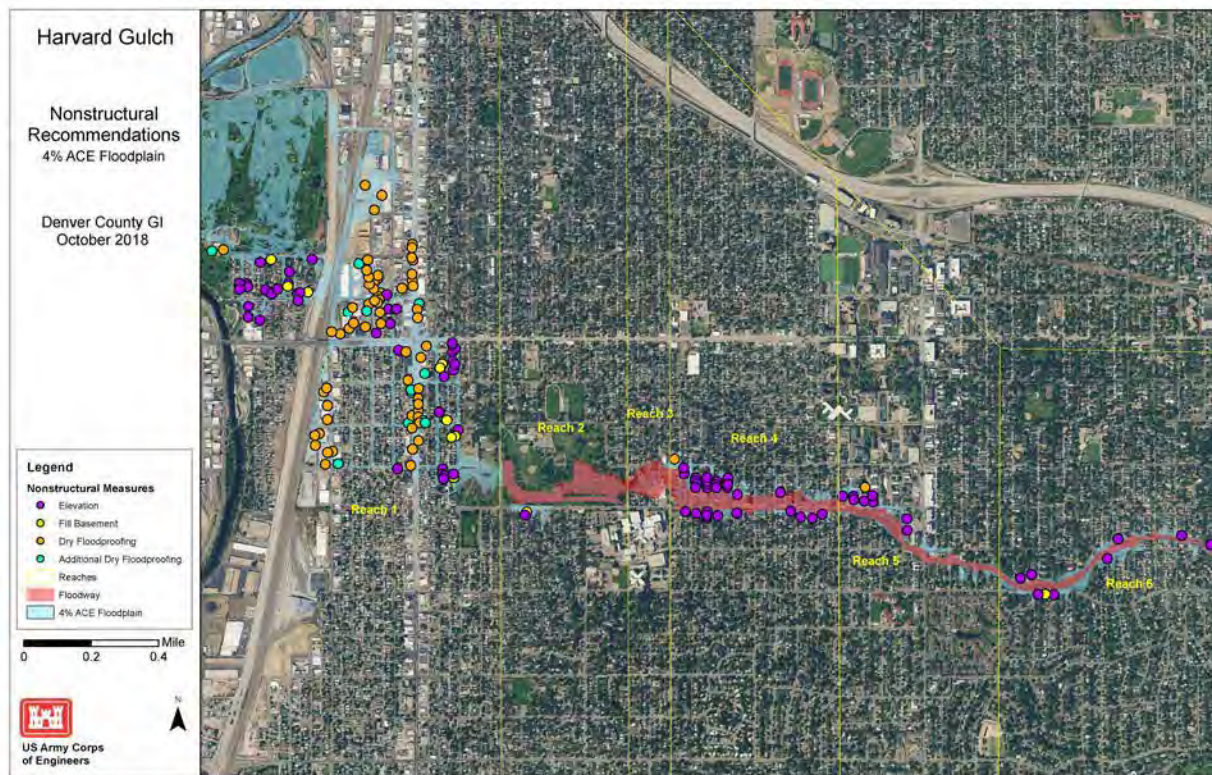 Harvard Gulch
Nonstructural
Recommendations
4% ACE Floodplain
Denver County GI
October 2018
Legend
Nonstructural Measures
Elevation
Fill Basement
Dry Floodproofing
Additional Dry Floodproofing
Reaches
Floodway
4% ACE Floodplain
Mile
0 0.2 0.4
N
US Army Corps
of Engineers
Reach 1
Reach 2
Reach 3
Reach 4
Reach 5
Reach 6